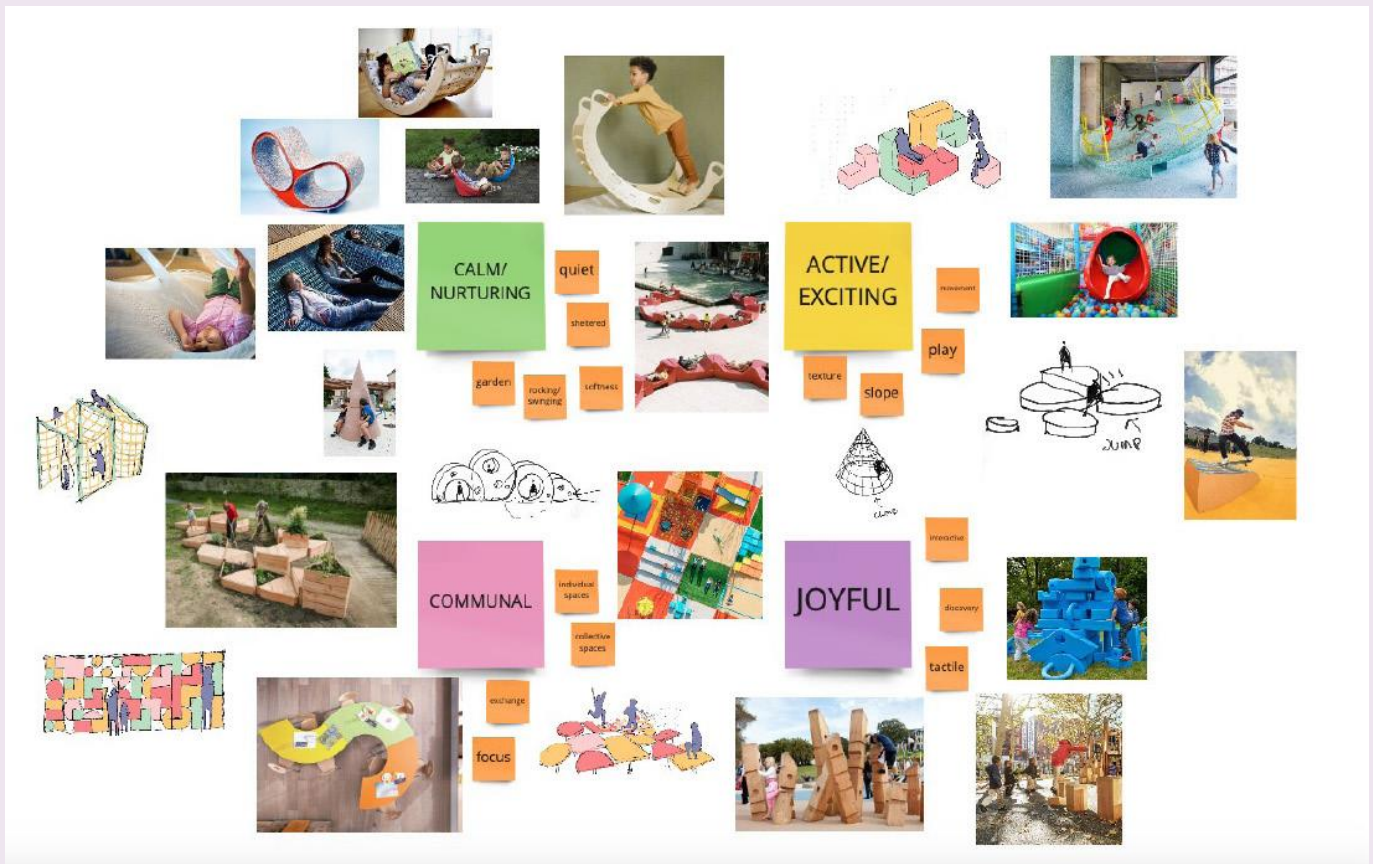 CALM/
NURTURING
quiet
sheltered
garden
rocking/
swinging
softness
ACTIVE/
EXCITING
movement
play
texture
slope
JUMP
climb
COMMUNAL
individual
spaces
collective
spaces
exchange
focus
JOYFUL
interactive
discovery
tactile